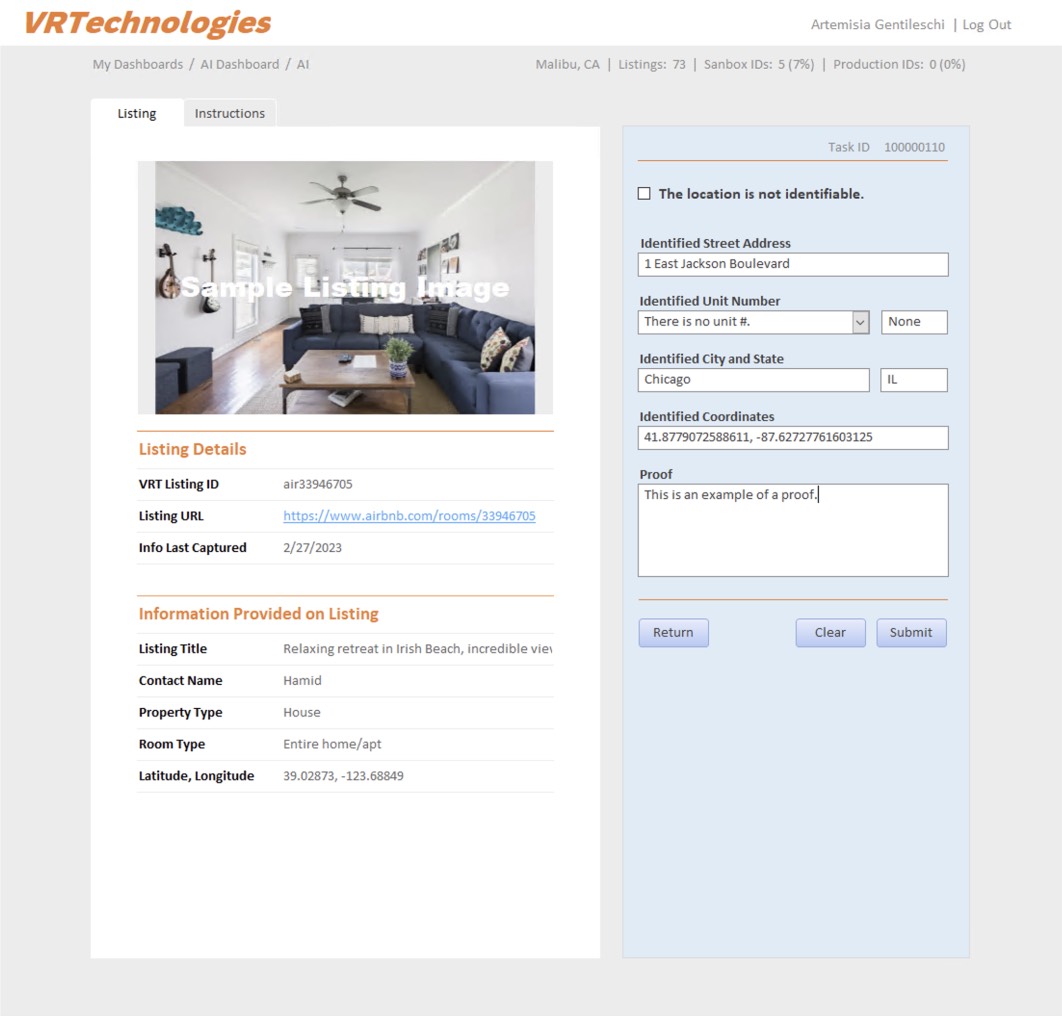 VRTechnologies
Artemisia Gentileschi | Log Out
My Dashboards / AI Dashboard / AI
Malibu, CA | Listings: 73 | Sanbox IDs: 5 (7%) | Production IDs: 0 (0%)
Listing
Instructions
Sample Listing Image
Listing Details
VRT Listing ID air33946705
Listing URL https://www.airbnb.com/rooms/33946705
Info Last Captured 2/27/2023
Information Provided on Listing
Listing Title Relaxing retreat in Irish Beach, incredible view
Contact Name Hamid
Property Type House
Room Type Entire home/apt
Latitude, Longitude 39.02873, -123.68849
Task ID 100000110
The location is not identifiable.
Identified Street Address
1 East Jackson Boulevard
Identified Unit Number
There is no unit #. None
Identified City and State
Chicago IL
Identified Coordinates
41.8779072588611, -87.62727761603125
Proof
This is an example of a proof.
Return Clear Submit